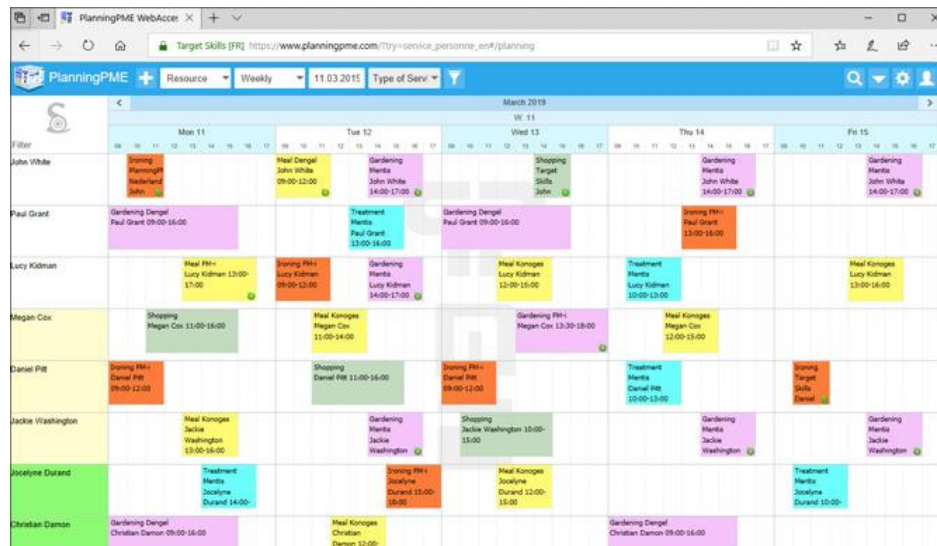 PlanningPME WebAcces
Target Skills [FR] https://www.planningpme.com/?try=service_personne_en#/planning
PlanningPME Resource Weekly 11.03.2019 Type of Servi
March 2019
W. 11
Mon 11 Tue 12 Wed 13 Thu 14 Fri 15
Filter
John White
Ironing
Nederland
John
Meal Dengel
John White
09:00-12:00
Gardening
Mentis
John White
14:00-17:00
Shopping
Target
Skills
John
Gardening
Mentis
John White
14:00-17:00
Gardening
Mentis
John White
14:00-17:00
Paul Grant
Gardening Dengel
Paul Grant 09:00-16:00
Treatment
Mentis
Paul Grant
13:00-16:00
Gardening Dengel
Paul Grant 09:00-16:00
Ironing FM-i
Paul Grant
13:00-16:00
Lucy Kidman
Meal FM-i
Lucy Kidman 13:00-
17:00
Ironing FM-i
Lucy Kidman
09:00-12:00
Gardening
Mentis
Lucy Kidman
14:00-17:00
Meal Konoges
Lucy Kidman
12:00-15:00
Treatment
Mentis
Lucy Kidman
10:00-13:00
Meal Konoges
Lucy Kidman
13:00-16:00
Megan Cox
Shopping
Megan Cox 11:00-16:00
Meal Konoges
Megan Cox
11:00-14:00
Gardening FM-i
Megan Cox 13:30-18:00
Meal Konoges
Megan Cox
12:00-15:00
Daniel Pitt
Ironing FM-i
Daniel Pitt
09:00-12:00
Shopping
Daniel Pitt 11:00-16:00
Ironing FM-i
Daniel Pitt
09:00-12:00
Treatment
Mentis
Daniel Pitt
10:00-13:00
Ironing
Target
Skills
Daniel
Jackie Washington
Meal Konoges
Jackie
Washington
13:00-16:00
Gardening
Mentis
Jackie
Washington
Shopping
Jackie Washington 10:00-
15:00
Gardening
Mentis
Jackie
Washington
Gardening
Mentis
Jackie
Washington
Jocelyne Durand
Treatment
Mentis
Jocelyne
Durand 14:00-
Ironing FM-i
Jocelyne
Durand 15:00-
18:00
Meal Konoges
Jocelyne
Durand 12:00-
15:00
Treatment
Mentis
Jocelyne
Durand 10:00-
Christian Damon
Gardening Dengel
Christian Damon 09:00-16:00
Meal Konoges
Christian
Damon 12:00-
Gardening Dengel
Christian Damon 09:00-16:00